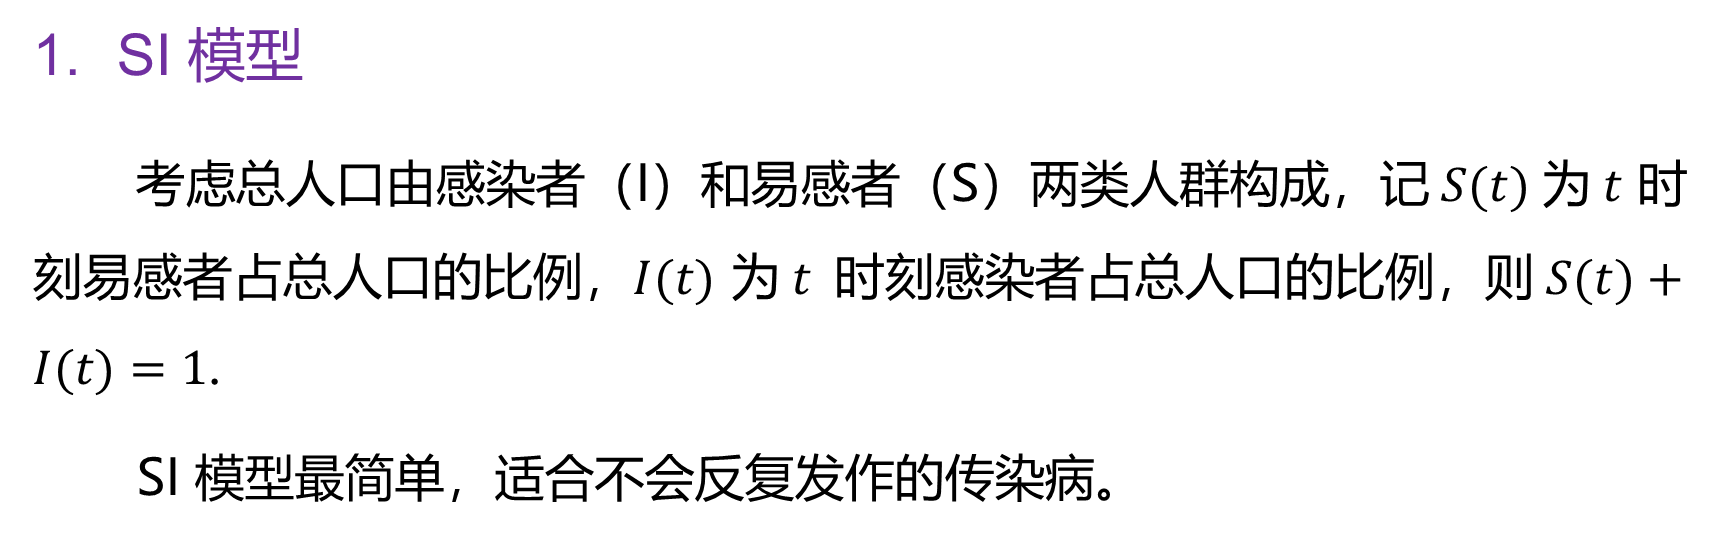 1. SI 模型
考虑总人口由感染者（I）和易感者（S）两类人群构成，记 S(t) 为 t 时
刻易感者占总人口的比例，I(t) 为 t 时刻感染者占总人口的比例，则 S(t) +
I(t) = 1.
SI 模型最简单，适合不会反复发作的传染病。